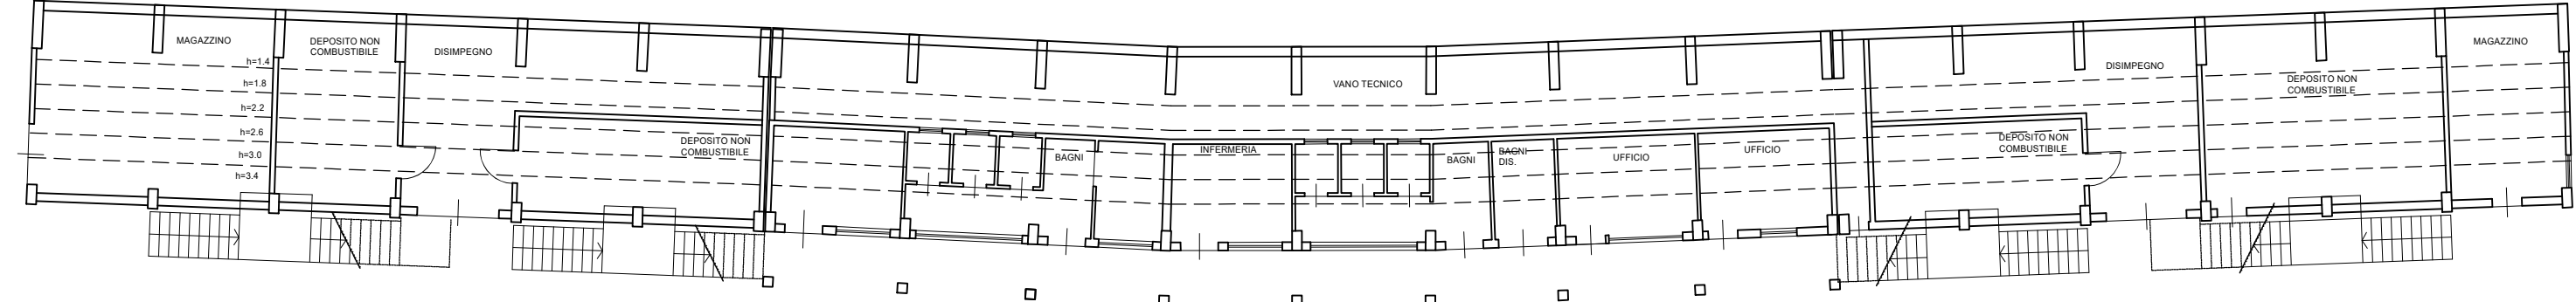 MAGAZZINO
DEPOSITO NON
COMBUSTIBILE
DISIMPEGNO
h=1.4
h=1.8
h=2.2
h=2.6
h=3.0
h=3.4
DEPOSITO NON
COMBUSTIBILE
BAGNI
INFERMERIA
VANO TECNICO
BAGNI
BAGNI
DIS.
UFFICIO
UFFICIO
DEPOSITO NON
COMBUSTIBILE
DISIMPEGNO
DEPOSITO NON
COMBUSTIBILE
MAGAZZINO